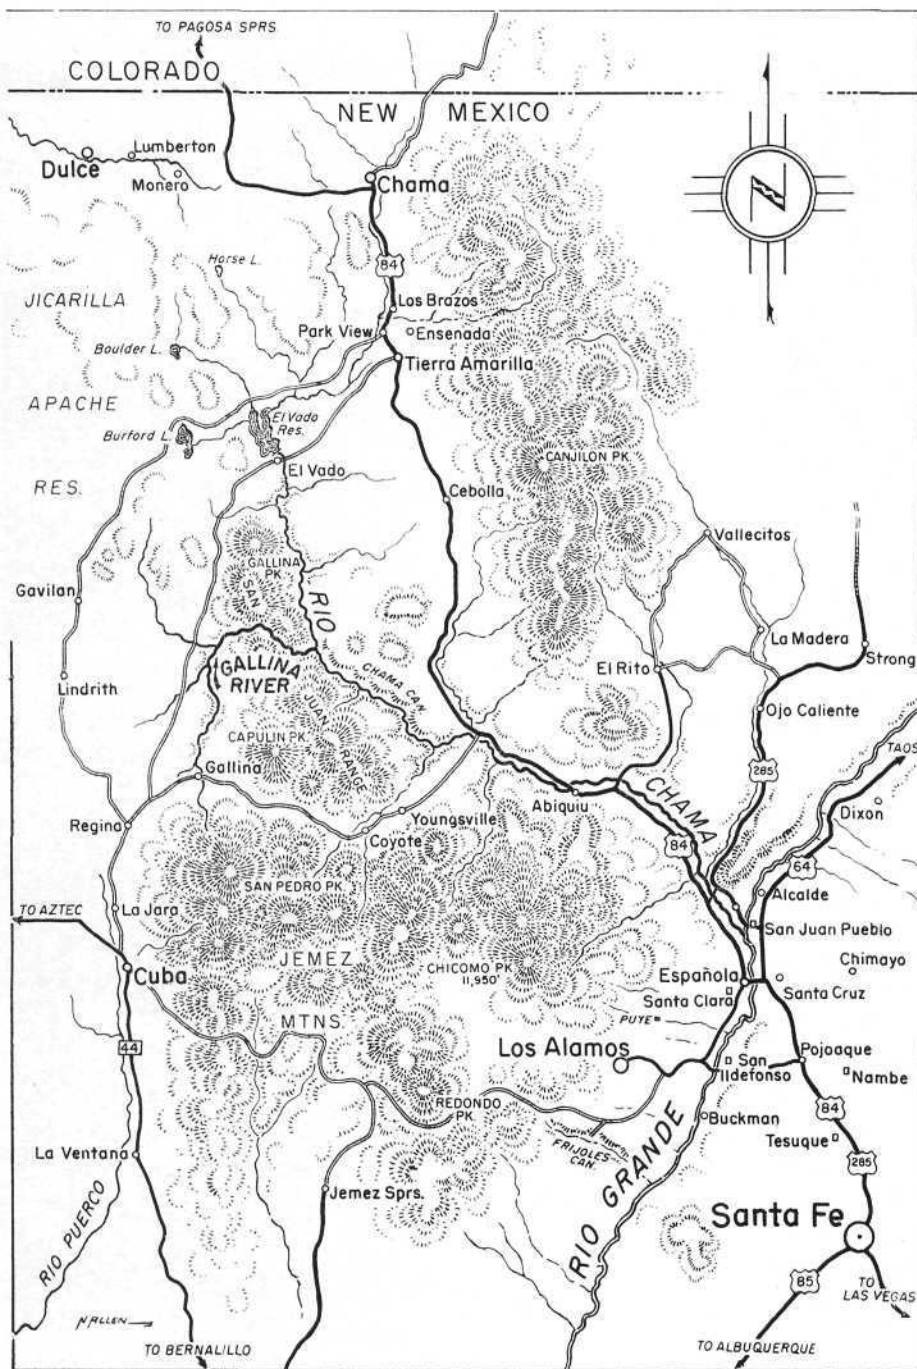 TO PAGOSA SPRS
COLORADO
NEW MEXICO
Lumberton
Dulce
Monero
Chama
Horse L.
84
JICARILLA
Los Brazos
Park View
Ensenada
Boulder L.
Tierra Amarilla
APACHE
El Vado
Res.
Burford L.
CANJILON PK.
El Vado
RES.
Cebolla
Vallecitos
GALLINA
PK.
SAN
RIO
Gavilan
La Madera
Strong
GALLINA
RIVER
CHAMA CAN.
El Rito
Lindrith
JUAN
RANGE
Ojo Caliente
CAPULIN PK.
TAOS
Gallina
285
CHAMA
Abiquiu
Dixon
Youngsville
Regina
Coyote
84
64
SAN PEDRO PK.
Alcalde
TO AZTEC
La Jara
San Juan Pueblo
JEMEZ
CHICOMO PK
11,950'
Chimayo
Cuba
Española
Santa Clara
Santa Cruz
MTNS.
PUYE
44
Los Alamos
Pojoaque
San
Ildefonso
Nambe
REDONDO
PK.
Buckman
84
FRIJOLES
CAN.
Tesuque
La Ventana
285
Jemez Sprs.
RIO GRANDE
Santa Fe
RIO PUERCO
85
TO
LAS VEGAS
N ALLEN
TO BERNALILLO
TO ALBUQUERQUE